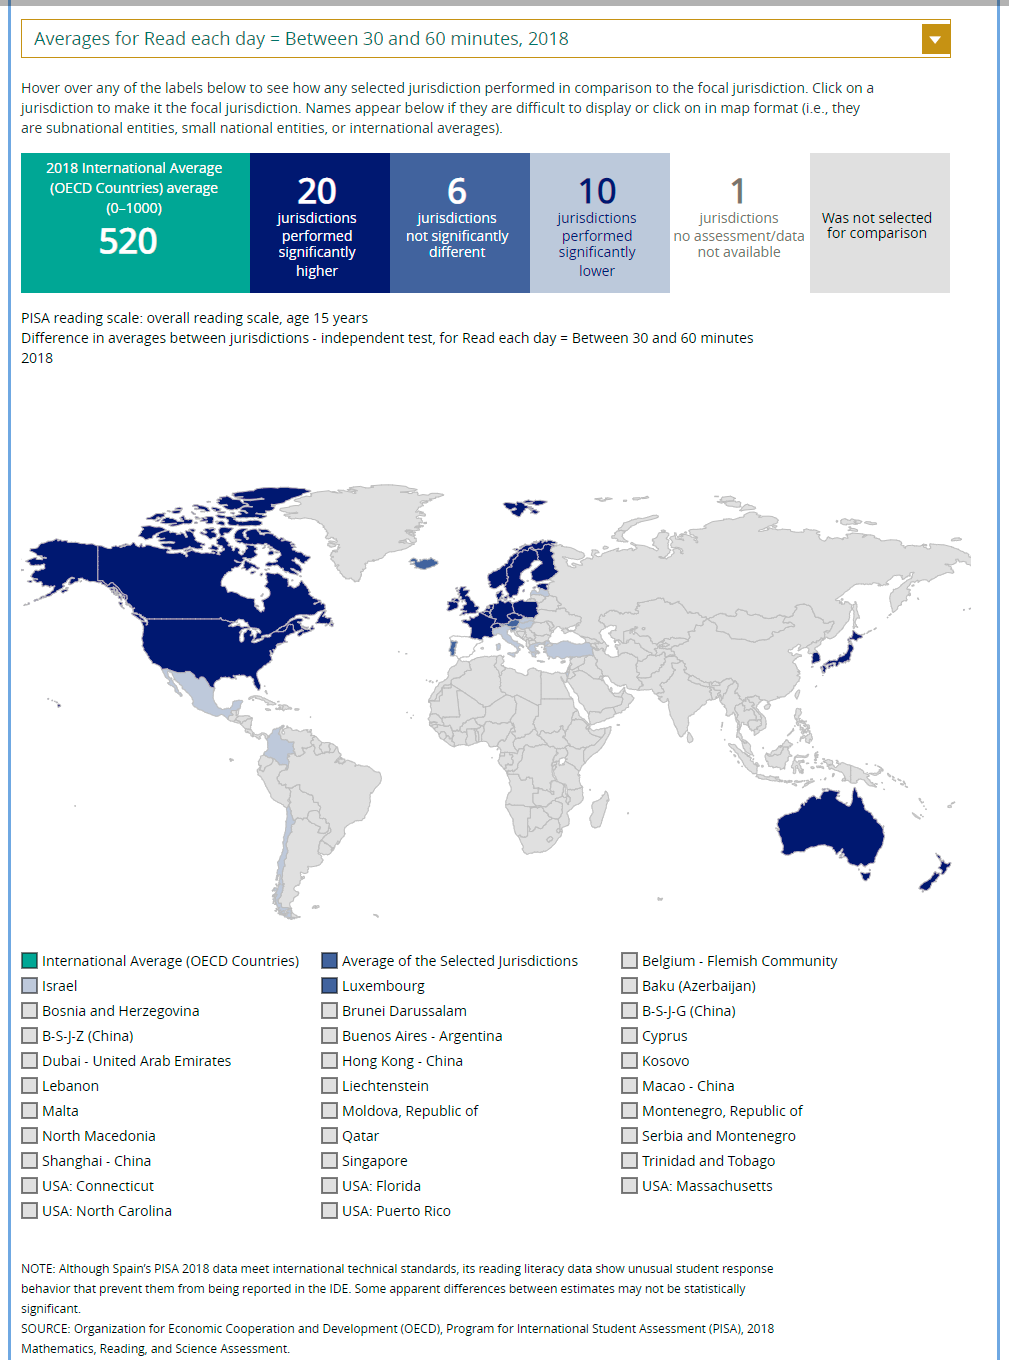 Averages for Read each day = Between 30 and 60 minutes, 2018
Hover over any of the labels below to see how any selected jurisdiction performed in comparison to the focal jurisdiction. Click on a
jurisdiction to make it the focal jurisdiction. Names appear below if they are difficult to display or click on in map format (i.e., they
are subnational entities, small national entities, or international averages).
2018 International Average
(OECD Countries) average
(0–1000)
520
20
jurisdictions
performed
significantly
higher
6
jurisdictions
not significantly
different
10
jurisdictions
performed
significantly
lower
1
jurisdictions
no assessment/data
not available
Was not selected
for comparison
PISA reading scale: overall reading scale, age 15 years
Difference in averages between jurisdictions - independent test, for Read each day = Between 30 and 60 minutes
2018
International Average (OECD Countries)
Average of the Selected Jurisdictions
Belgium - Flemish Community
Israel
Luxembourg
Baku (Azerbaijan)
Bosnia and Herzegovina
Brunei Darussalam
B-S-J-G (China)
B-S-J-Z (China)
Buenos Aires - Argentina
Cyprus
Dubai - United Arab Emirates
Hong Kong - China
Kosovo
Lebanon
Liechtenstein
Macao - China
Malta
Moldova, Republic of
Montenegro, Republic of
North Macedonia
Qatar
Serbia and Montenegro
Shanghai - China
Singapore
Trinidad and Tobago
USA: Connecticut
USA: Florida
USA: Massachusetts
USA: North Carolina
USA: Puerto Rico
NOTE: Although Spain's PISA 2018 data meet international technical standards, its reading literacy data show unusual student response
behavior that prevent them from being reported in the IDE. Some apparent differences between estimates may not be statistically
significant.
SOURCE: Organization for Economic Cooperation and Development (OECD), Program for International Student Assessment (PISA), 2018
Mathematics, Reading, and Science Assessment.